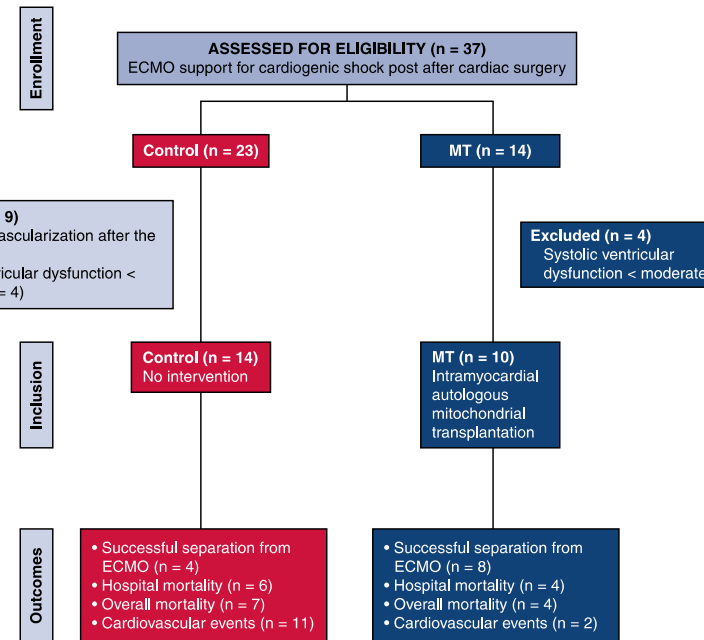 Enrollment
ASSESSED FOR ELIGIBILITY (n = 37)
ECMO support for cardiogenic shock post after cardiac surgery
Control (n = 23)
MT (n = 14)
9)
ascularization after the
ricular dysfunction <
= 4)
Excluded (n = 4)
Systolic ventricular
dysfunction < moderate
Inclusion
Control (n = 14)
No intervention
MT (n = 10)
Intramyocardial
autologous
mitochondrial
transplantation
Outcomes
• Successful separation from
ECMO (n = 4)
• Hospital mortality (n = 6)
• Overall mortality (n = 7)
• Cardiovascular events (n = 11)
• Successful separation from
ECMO (n = 8)
• Hospital mortality (n = 4)
• Overall mortality (n = 4)
• Cardiovascular events (n = 2)